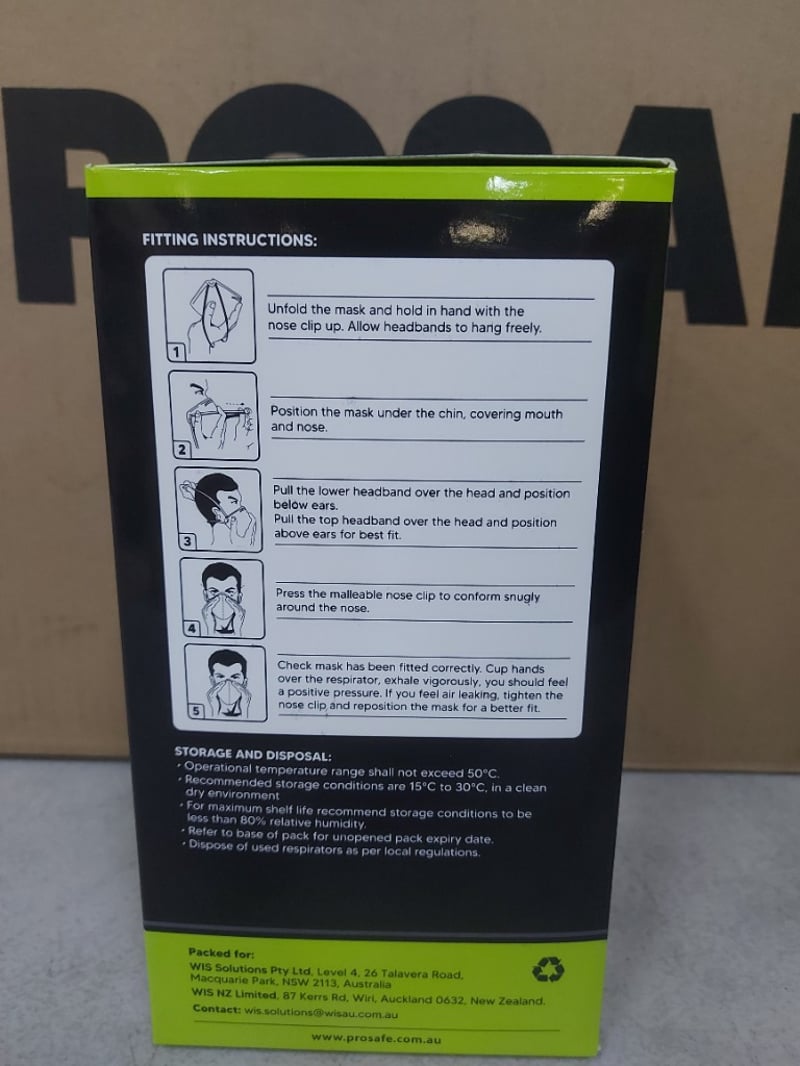 FITTING INSTRUCTIONS:
1
Unfold the mask and hold in hand with the
nose clip up. Allow headbands to hang freely.
2
Position the mask under the chin, covering mouth
and nose.
3
Pull the lower headband over the head and position
below ears.
Pull the top headband over the head and position
above ears for best fit.
4
Press the malleable nose clip to conform snugly
around the nose.
5
Check mask has been fitted correctly. Cup hands
over the respirator, exhale vigorously, you should feel
a positive pressure. If you feel air leaking, tighten the
nose clip and reposition the mask for a better fit.
STORAGE AND DISPOSAL:
• Operational temperature range shall not exceed 50°C.
• Recommended storage conditions are 15°C to 30°C, in a clean
dry environment
• For maximum shelf life recommend storage conditions to be
less than 80% relative humidity.
• Refer to base of pack for unopened pack expiry date.
• Dispose of used respirators as per local regulations.
Packed for:
WIS Solutions Pty Ltd, Level 4, 26 Talavera Road,
Macquarie Park, NSW 2113, Australia
WIS NZ Limited, 87 Kerrs Rd, Wiri, Auckland 0632, New Zealand.
Contact: wis.solutions@wisau.com.au
www.prosafe.com.au